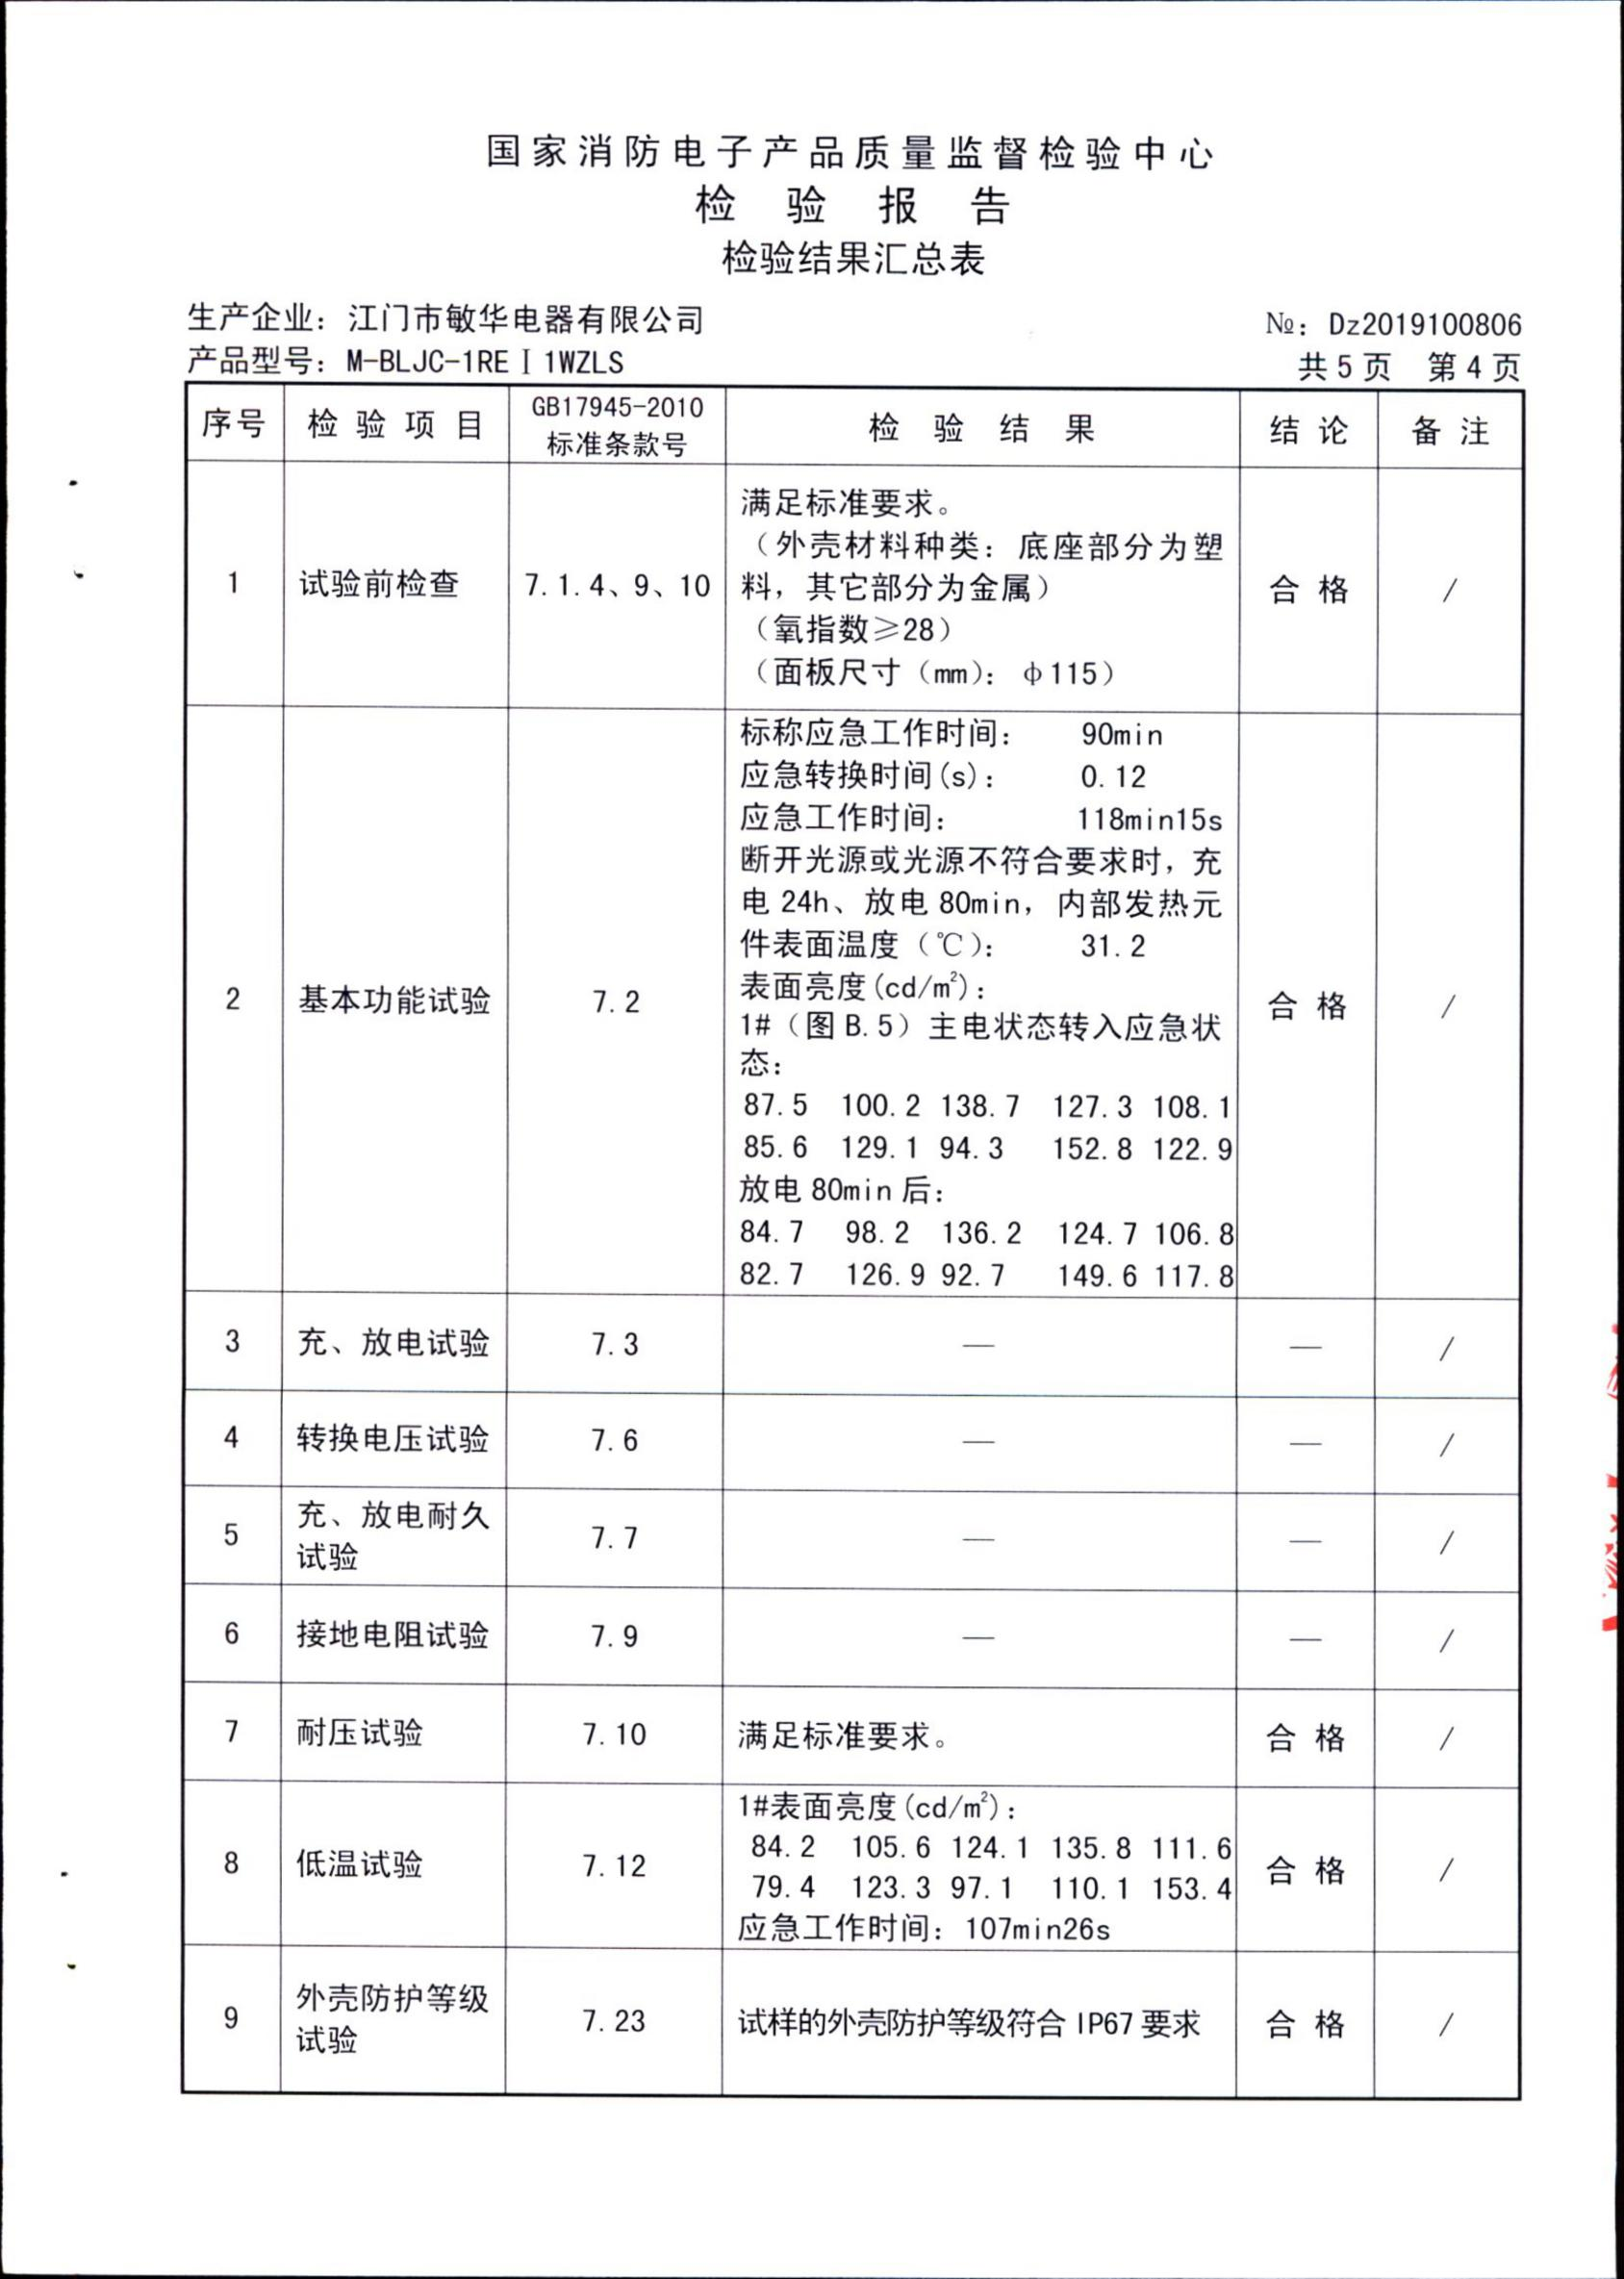 国家消防电子产品质量监督检验中心
检 验 报 告
检验结果汇总表
生产企业：江门市敏华电器有限公司 №：Dz2019100806
产品型号：M-BLJC-1REⅠ1WZLS 共5页 第4页
序号 检验项目 GB17945-2010 标准条款号 检验结果 结论 备注
1 试验前检查 7.1.4、9、10
满足标准要求。
（外壳材料种类：底座部分为塑
料，其它部分为金属）
（氧指数≥28）
（面板尺寸（mm）：φ115）
合格 /
2 基本功能试验 7.2
标称应急工作时间： 90min
应急转换时间(s)： 0.12
应急工作时间： 118min15s
断开光源或光源不符合要求时，充
电24h、放电80min，内部发热元
件表面温度（℃）： 31.2
表面亮度(cd/m²)：
1#（图B.5）主电状态转入应急状
态：
87.5 100.2 138.7 127.3 108.1
85.6 129.1 94.3 152.8 122.9
放电80min后：
84.7 98.2 136.2 124.7 106.8
82.7 126.9 92.7 149.6 117.8
合格 /
3 充、放电试验 7.3 — — /
4 转换电压试验 7.6 — — /
5 充、放电耐久
试验 7.7 — — /
6 接地电阻试验 7.9 — — /
7 耐压试验 7.10 满足标准要求。 合格 /
8 低温试验 7.12
1#表面亮度(cd/m²)：
84.2 105.6 124.1 135.8 111.6
79.4 123.3 97.1 110.1 153.4
应急工作时间：107min26s
合格 /
9 外壳防护等级
试验 7.23 试样的外壳防护等级符合IP67要求 合格 /